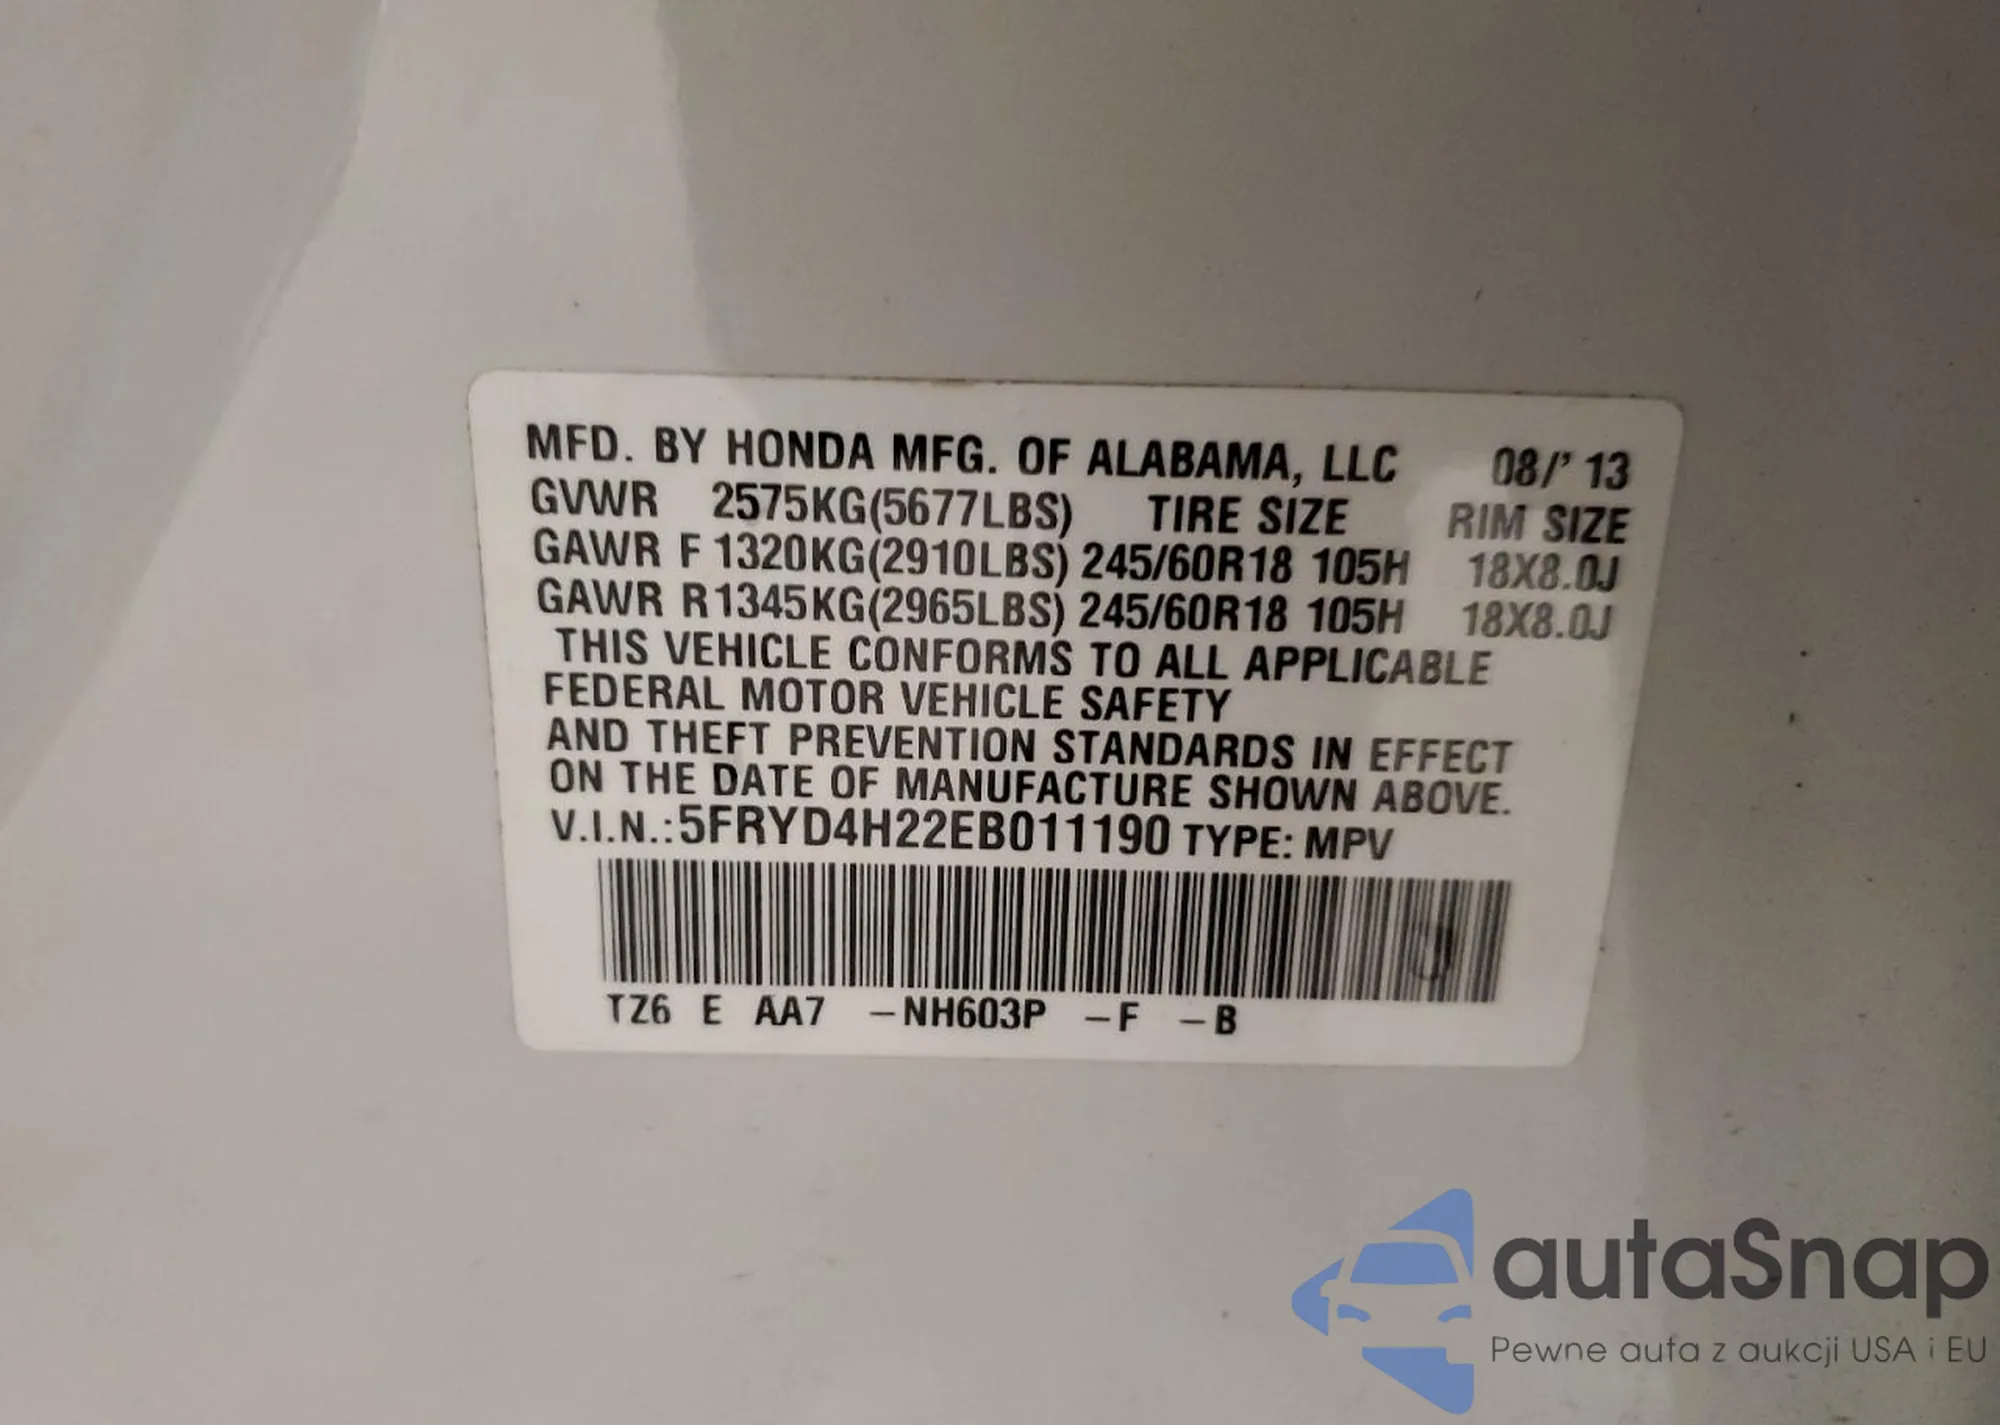 MFD. BY HONDA MFG. OF ALABAMA, LLC 08/'13
GVWR 2575KG(5677LBS) TIRE SIZE RIM SIZE
GAWR F 1320KG(2910LBS) 245/60R18 105H 18X8.0J
GAWR R 1345KG(2965LBS) 245/60R18 105H 18X8.0J
THIS VEHICLE CONFORMS TO ALL APPLICABLE
FEDERAL MOTOR VEHICLE SAFETY
AND THEFT PREVENTION STANDARDS IN EFFECT
ON THE DATE OF MANUFACTURE SHOWN ABOVE.
V.I.N.:5FRYD4H22EB011190 TYPE: MPV
TZ6 E AA7 –NH603P –F –B
autaSnap
Pewne auta z aukcji USA i EU